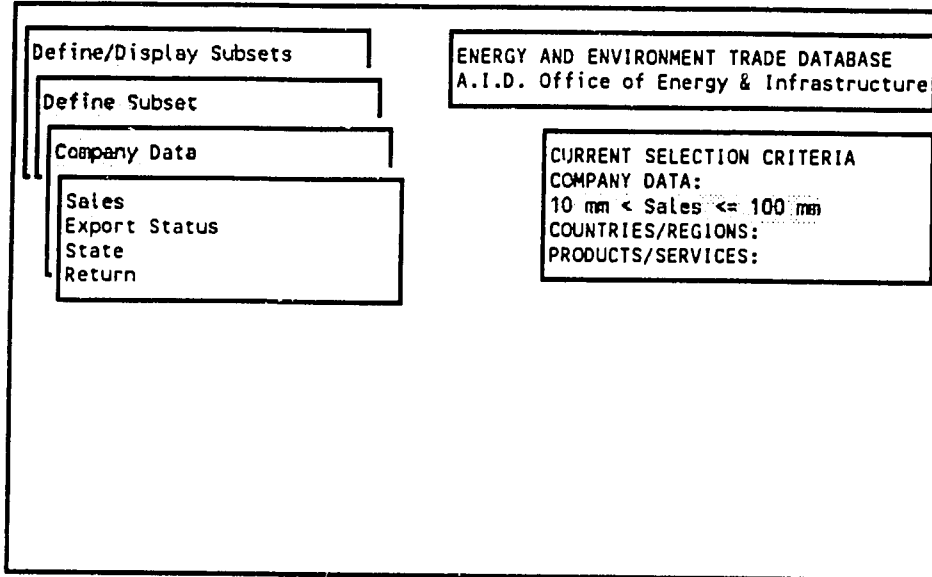 Define/Display Subsets
Define Subset
Company Data
Sales
Export Status
State
Return
ENERGY AND ENVIRONMENT TRADE DATABASE
A.I.D. Office of Energy & Infrastructure
CURRENT SELECTION CRITERIA
COMPANY DATA:
10 mm < Sales <= 100 mm
COUNTRIES/REGIONS:
PRODUCTS/SERVICES: